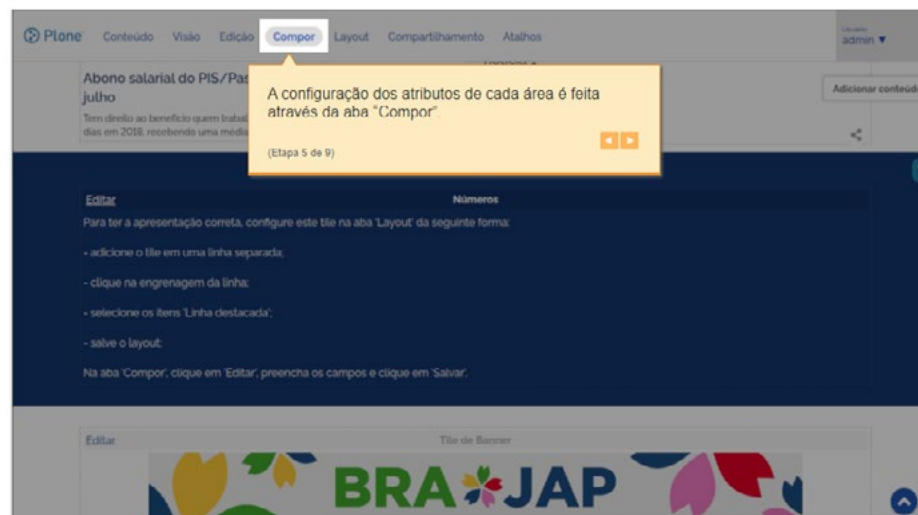 Plone Conteúdo Visão Edição Compor Layout Compartilhamento Atalhos
admin ▼
Abono salarial do PIS/Pas
julho
Tem direito ao benefício quem trabal
dias em 2018, recebendo uma média
Adicionar conteúdo
A configuração dos atributos de cada área é feita
através da aba "Compor".
(Etapa 5 de 9)
Editar Números
Para ter a apresentação correta, configure este tile na aba 'Layout' da seguinte forma:
- adicione o tile em uma linha separada;
- clique na engrenagem da linha;
- selecione os itens 'Linha destacada';
- salve o layout;
Na aba 'Compor', clique em 'Editar', preencha os campos e clique em 'Salvar'.
Editar Tile de Banner
BRA JAP